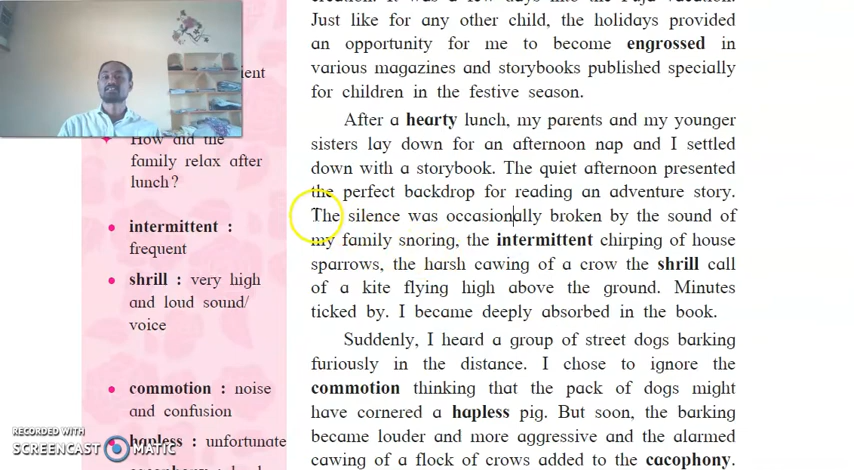 creation. It was a few days into the Puja vacation.
Just like for any other child, the holidays provided
an opportunity for me to become engrossed in
various magazines and storybooks published specially
for children in the festive season.
After a hearty lunch, my parents and my younger
sisters lay down for an afternoon nap and I settled
down with a storybook. The quiet afternoon presented
the perfect backdrop for reading an adventure story.
The silence was occasionally broken by the sound of
my family snoring, the intermittent chirping of house
sparrows, the harsh cawing of a crow the shrill call
of a kite flying high above the ground. Minutes
ticked by. I became deeply absorbed in the book.
Suddenly, I heard a group of street dogs barking
furiously in the distance. I chose to ignore the
commotion thinking that the pack of dogs might
have cornered a hapless pig. But soon, the barking
became louder and more aggressive and the alarmed
cawing of a flock of crows added to the cacophony.
How did the
family relax after
lunch?
intermittent :
frequent
shrill : very high
and loud sound/
voice
commotion : noise
and confusion
hapless : unfortunate
RECORDED WITH
SCREENCAST MATIC